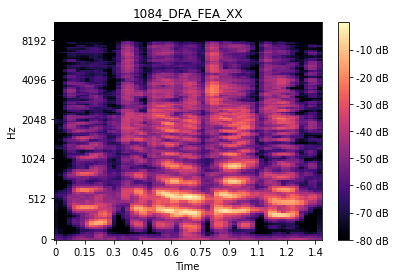 1084_DFA_FEA_XX
Hz
8192
4096
2048
1024
512
0
0
0.15
0.3
0.45
0.6
0.75
0.9
1.1
1.2
1.4
Time
-10 dB
-20 dB
-30 dB
-40 dB
-50 dB
-60 dB
-70 dB
-80 dB